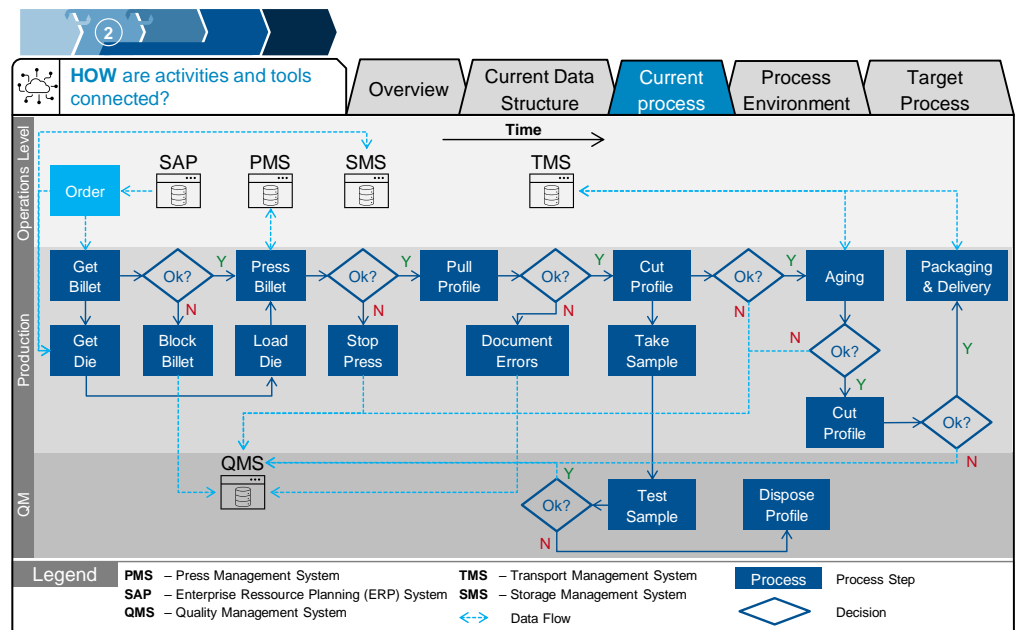 2
HOW are activities and tools
connected?
Overview
Current Data
Structure
Current
process
Process
Environment
Target
Process
Operations Level
Time
SAP
PMS
SMS
TMS
Order
Production
Get
Billet
Ok?
Y
Press
Billet
Ok?
Y
Pull
Profile
Ok?
Y
Cut
Profile
Ok?
Y
Aging
Packaging
& Delivery
N
N
N
N
Get
Die
Block
Billet
Load
Die
Stop
Press
Document
Errors
Take
Sample
N
Ok?
Y
Y
Cut
Profile
Ok?
N
QM
QMS
Y
Ok?
N
Test
Sample
Dispose
Profile
Legend
PMS – Press Management System
SAP – Enterprise Ressource Planning (ERP) System
QMS – Quality Management System
TMS – Transport Management System
SMS – Storage Management System
Data Flow
Process
Process Step
Decision